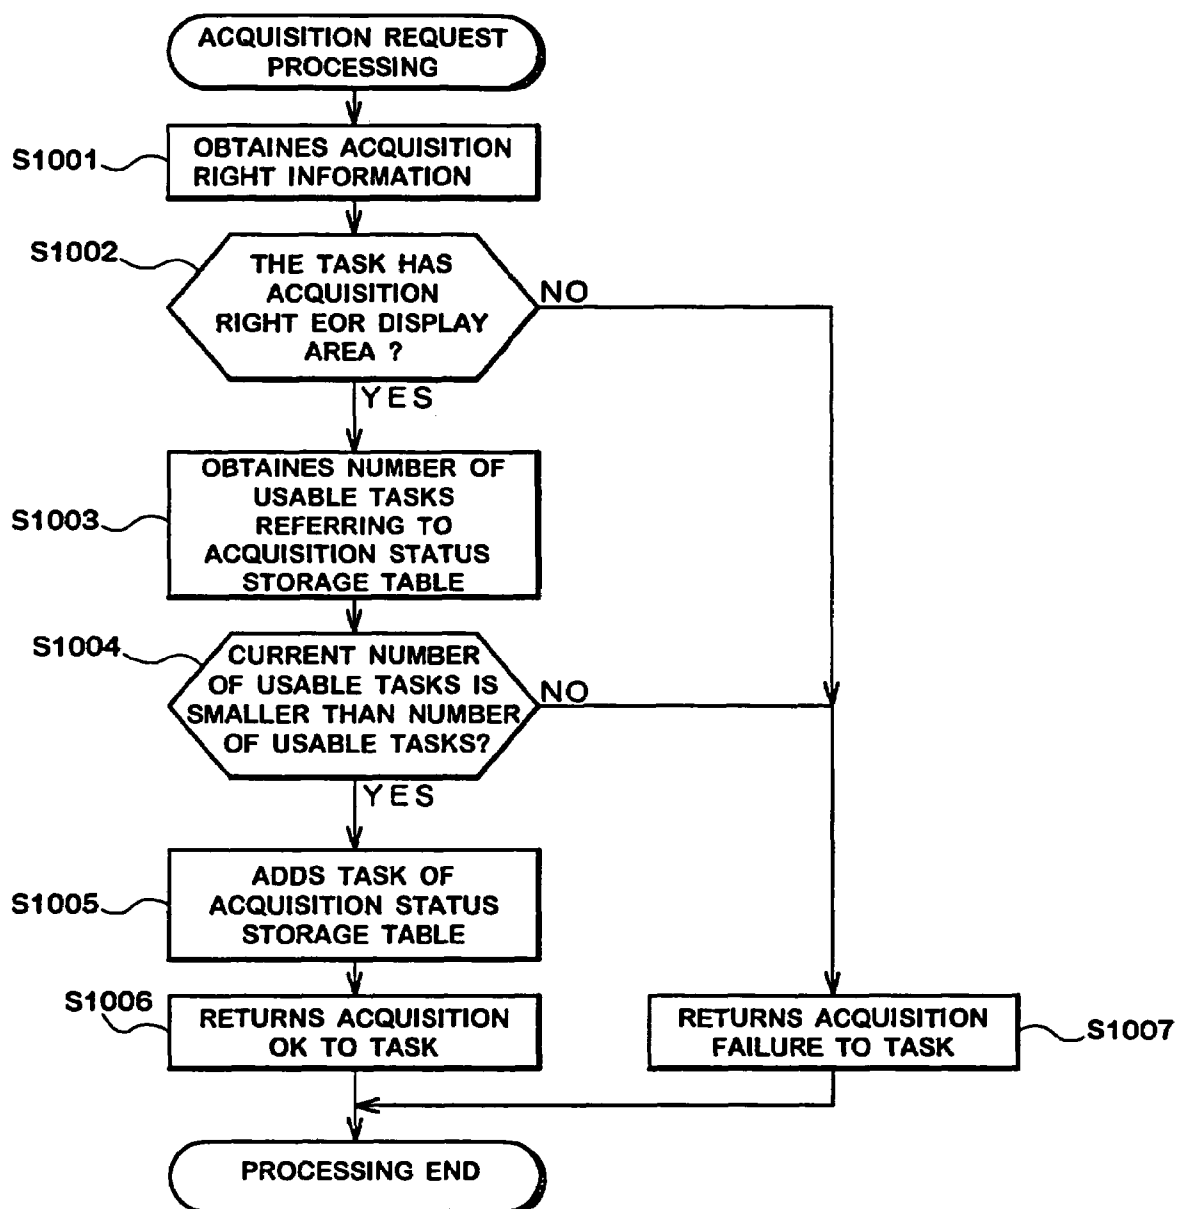 ACQUISITION REQUEST
PROCESSING
S1001
OBTAINES ACQUISITION
RIGHT INFORMATION
S1002
THE TASK HAS
ACQUISITION
RIGHT EOR DISPLAY
AREA ?
NO
YES
S1003
OBTAINES NUMBER OF
USABLE TASKS
REFERRING TO
ACQUISITION STATUS
STORAGE TABLE
S1004
CURRENT NUMBER
OF USABLE TASKS IS
SMALLER THAN NUMBER
OF USABLE TASKS?
NO
YES
S1005
ADDS TASK OF
ACQUISITION STATUS
STORAGE TABLE
S1006
RETURNS ACQUISITION
OK TO TASK
RETURNS ACQUISITION
FAILURE TO TASK
S1007
PROCESSING END